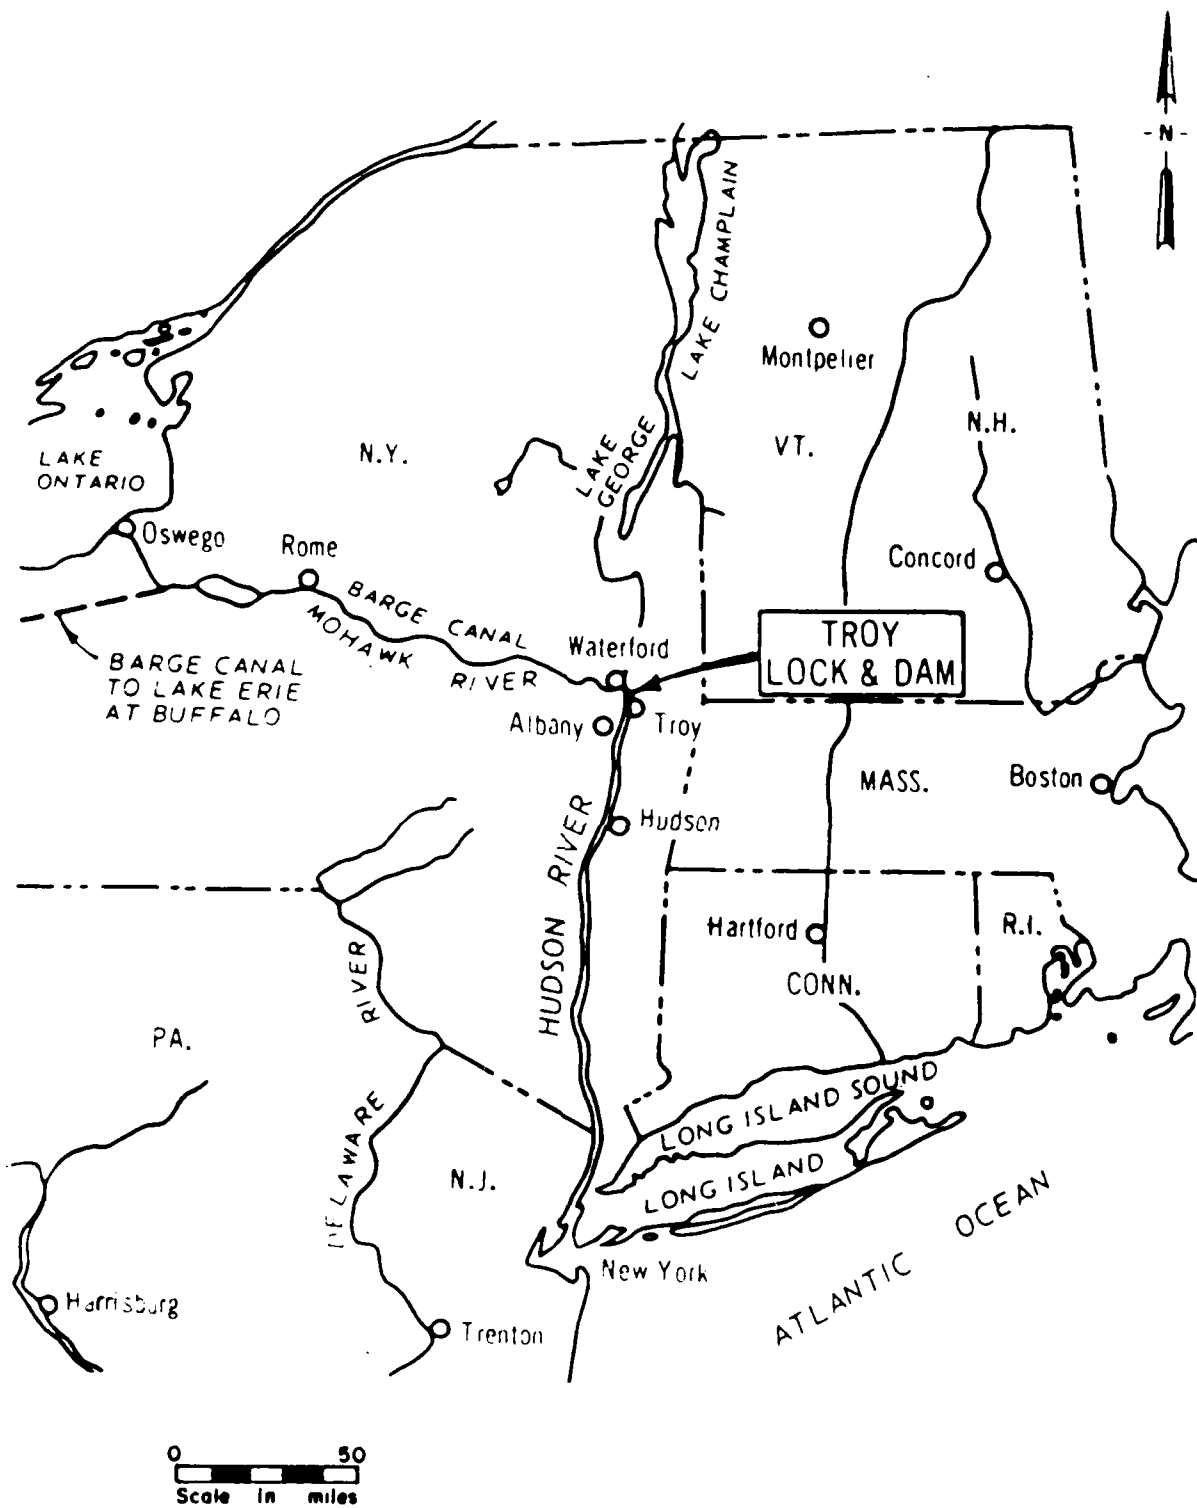 N
LAKE CHAMPLAIN
Montpelier
N.H.
VT.
N.Y.
LAKE
GEORGE
LAKE
ONTARIO
Oswego
Rome
Concord
BARGE CANAL
MOHAWK
RIVER
Waterford
TROY
LOCK & DAM
BARGE CANAL
TO LAKE ERIE
AT BUFFALO
Albany
Troy
MASS.
Boston
Hudson
HUDSON RIVER
Hartford
R.I.
CONN.
RIVER
PA.
LONG ISLAND SOUND
DELAWARE
N.J.
LONG ISLAND
ATLANTIC OCEAN
New York
Harrisburg
Trenton
0 50
Scale in miles